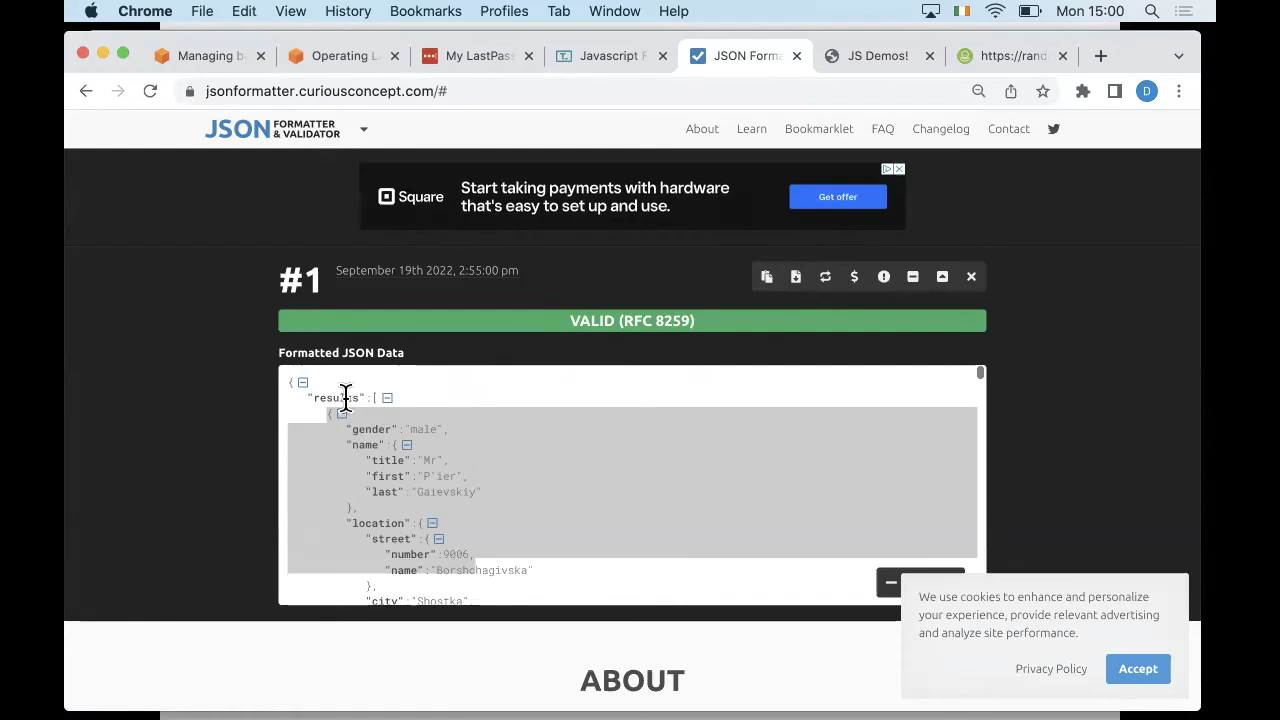 Chrome File Edit View History Bookmarks Profiles Tab Window Help Mon 15:00
Managing b Operating L My LastPas JavaScript F JSON Forma JS Demos! https://rand
jsonformatter.curiousconcept.com/# D
JSON FORMATTER & VALIDATOR About Learn Bookmarklet FAQ Changelog Contact
Square Start taking payments with hardware
that's easy to set up and use. Get offer
#1 September 19th 2022, 2:55:00 pm
VALID (RFC 8259)
Formatted JSON Data
{
"results":[
{
"gender":"male",
"name":{
"title":"Mr",
"first":"P`ier",
"last":"Gaievskiy"
},
"location":{
"street":{
"number":9006,
"name":"Borshchagivska"
},
"city":"Shostka",
We use cookies to enhance and personalize
your experience, provide relevant advertising
and analyze site performance.
Privacy Policy Accept
ABOUT